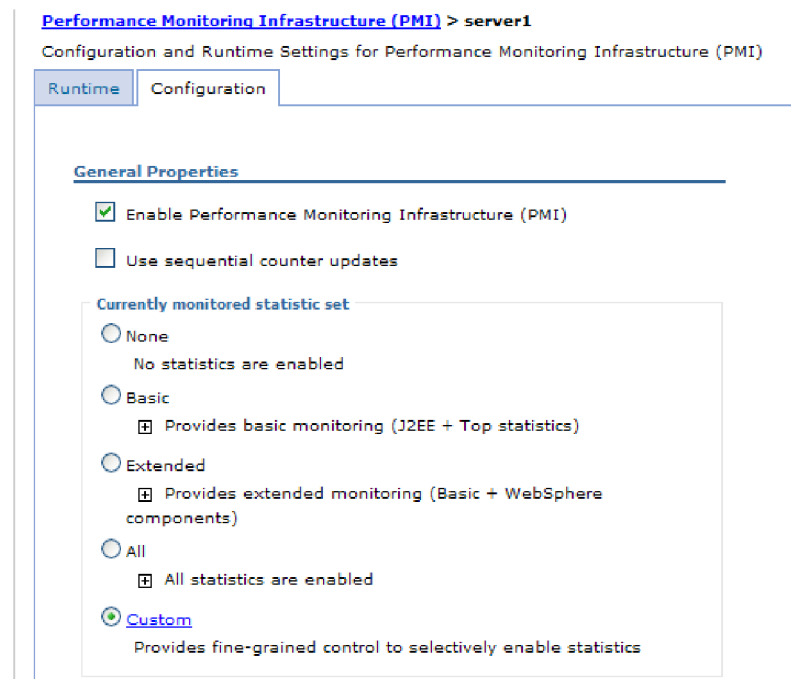 Performance Monitoring Infrastructure (PMI) > server1
Configuration and Runtime Settings for Performance Monitoring Infrastructure (PMI)
Runtime
Configuration
General Properties
Enable Performance Monitoring Infrastructure (PMI)
Use sequential counter updates
Currently monitored statistic set
None
No statistics are enabled
Basic
Provides basic monitoring (J2EE + Top statistics)
Extended
Provides extended monitoring (Basic + WebSphere
components)
All
All statistics are enabled
Custom
Provides fine-grained control to selectively enable statistics